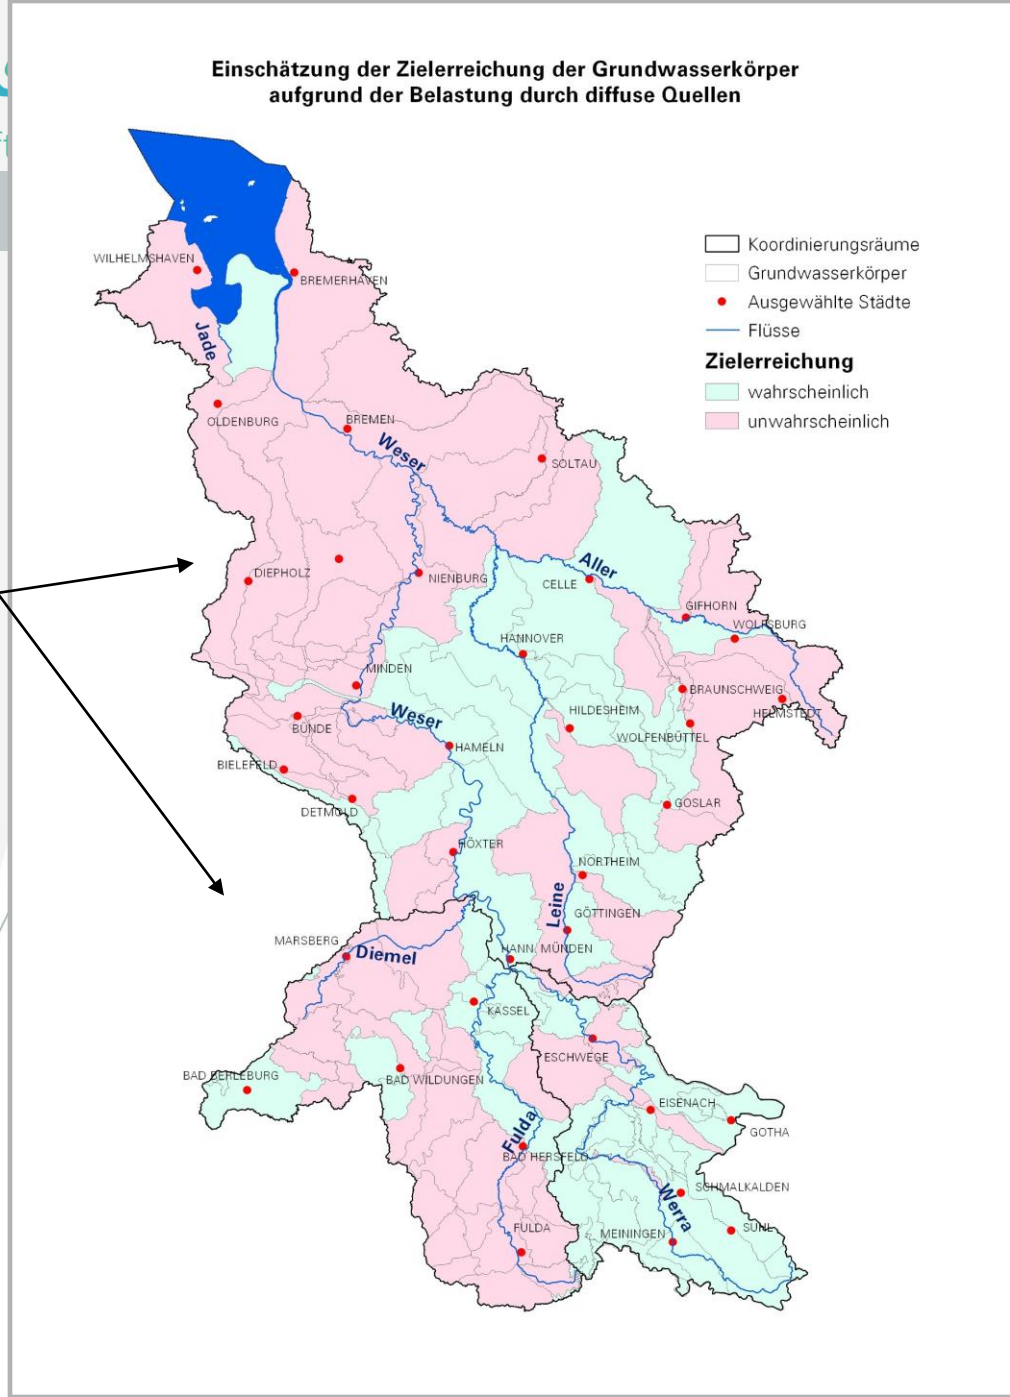 Einschätzung der Zielerreichung der Grundwasserkörper
aufgrund der Belastung durch diffuse Quellen
Koordinierungsräume
Grundwasserkörper
Ausgewählte Städte
Flüsse
Zielerreichung
wahrscheinlich
unwahrscheinlich
WILHELMSHAVEN
BREMERHAVEN
Jade
OLDENBURG
BREMEN
Weser
SOLTAU
DIEPHOLZ
NIENBURG
Aller
CELLE
GIFHORN
WOLFSBURG
HANNOVER
MINDEN
BRAUNSCHWEIG
HELMSTEDT
Weser
HILDESHEIM
BÜNDE
WOLFENBÜTTEL
HAMELN
BIELEFELD
DETMOLD
GOSLAR
HÖXTER
NORTHEIM
Leine
GÖTTINGEN
MARSBERG
Diemel
HANN. MÜNDEN
KASSEL
ESCHWEGE
BAD BERLEBURG
BAD WILDUNGEN
EISENACH
GOTHA
Fulda
BAD HERSFELD
SCHMALKALDEN
Werra
FULDA
MEININGEN
SUHL